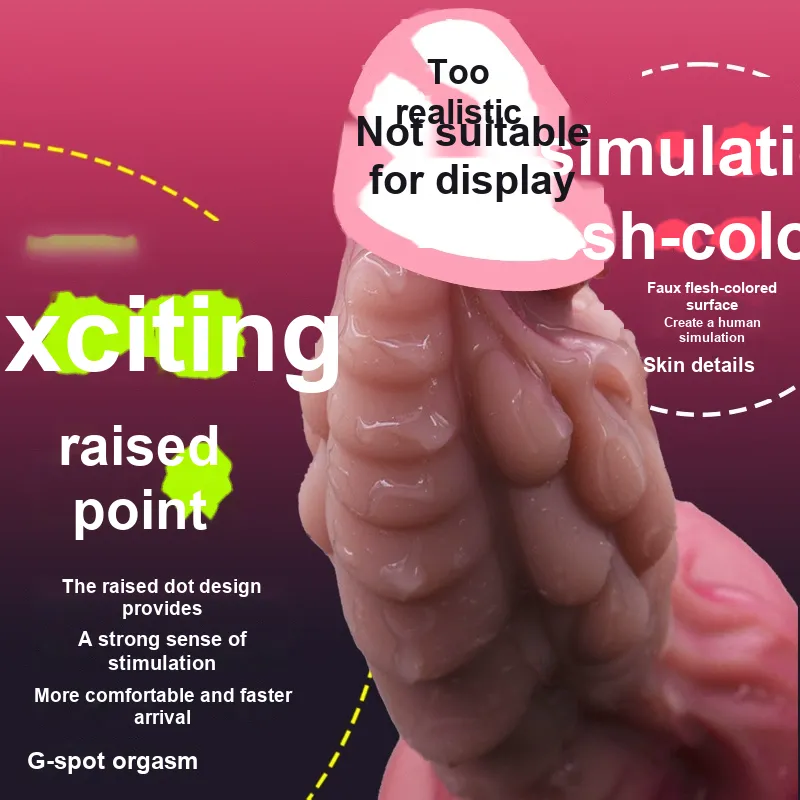 Too
realistic
Not suitable
for display
simulati
esh-colo
Faux flesh-colored
surface
Create a human
simulation
Skin details
xciting
raised
point
The raised dot design
provides
A strong sense of
stimulation
More comfortable and faster
arrival
G-spot orgasm